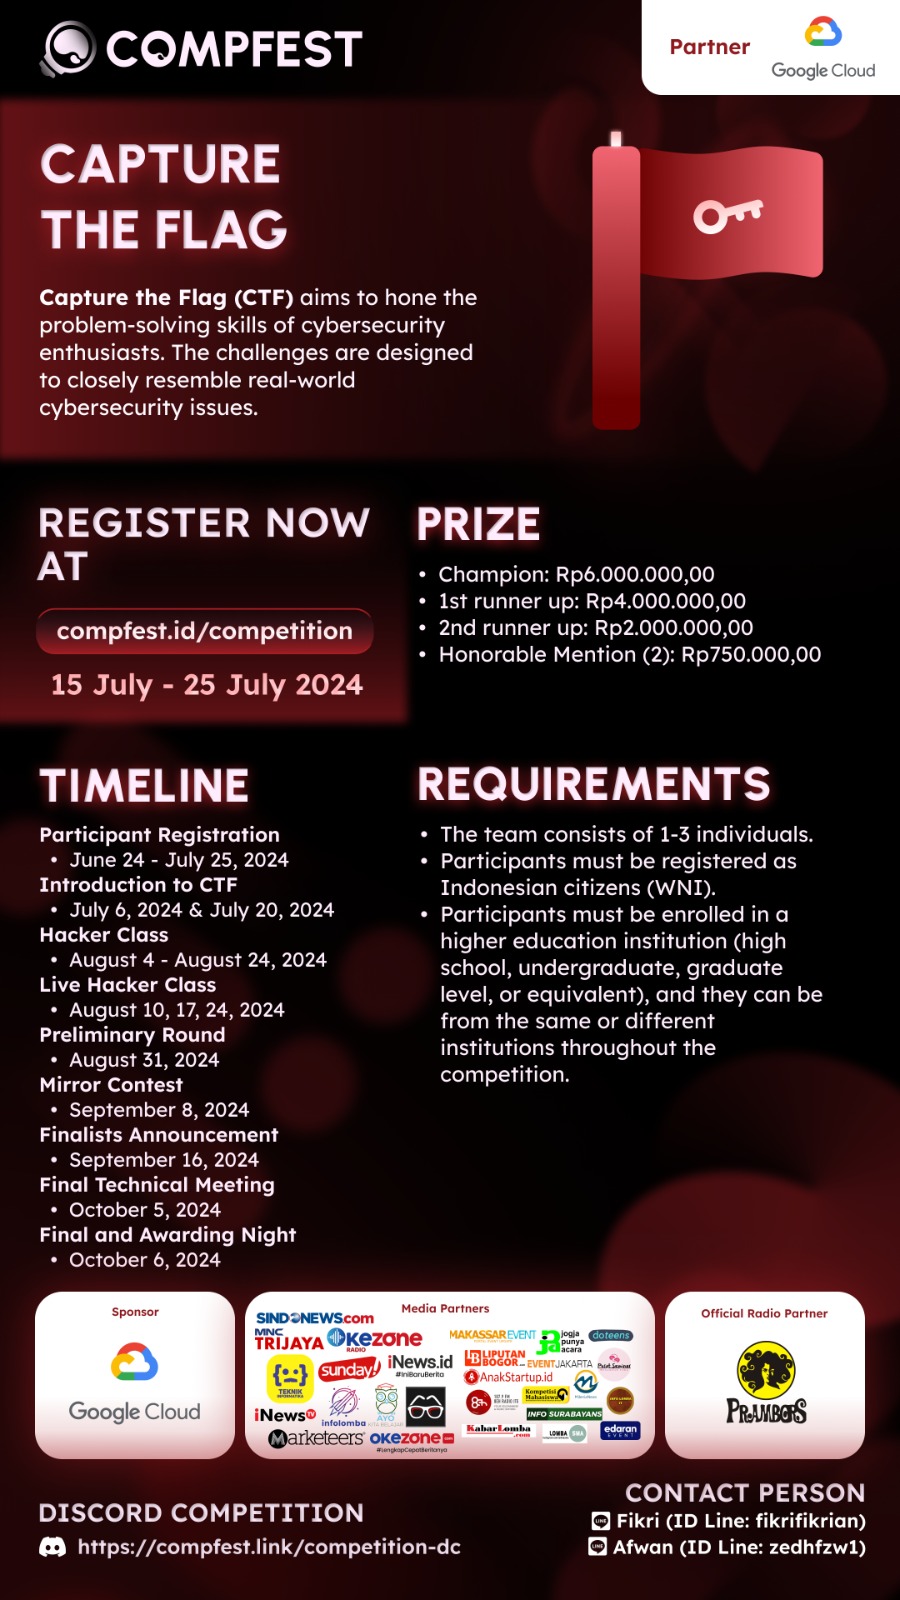 COMPFEST
Partner
Google Cloud
CAPTURE
THE FLAG
Capture the Flag (CTF) aims to hone the
problem-solving skills of cybersecurity
enthusiasts. The challenges are designed
to closely resemble real-world
cybersecurity issues.
REGISTER NOW
AT
compfest.id/competition
15 July - 25 July 2024
PRIZE
• Champion: Rp6.000.000,00
• 1st runner up: Rp4.000.000,00
• 2nd runner up: Rp2.000.000,00
• Honorable Mention (2): Rp750.000,00
TIMELINE
Participant Registration
• June 24 - July 25, 2024
Introduction to CTF
• July 6, 2024 & July 20, 2024
Hacker Class
• August 4 - August 24, 2024
Live Hacker Class
• August 10, 17, 24, 2024
Preliminary Round
• August 31, 2024
Mirror Contest
• September 8, 2024
Finalists Announcement
• September 16, 2024
Final Technical Meeting
• October 5, 2024
Final and Awarding Night
• October 6, 2024
REQUIREMENTS
• The team consists of 1-3 individuals.
• Participants must be registered as
Indonesian citizens (WNI).
• Participants must be enrolled in a
higher education institution (high
school, undergraduate, graduate
level, or equivalent), and they can be
from the same or different
institutions throughout the
competition.
Sponsor
Google Cloud
Media Partners
SINDONEWS.com
MNC
TRIJAYA
OKezone
RADIO
TEKNIK
INFORMATIKA
sunday!
iNews.id
#IniBaruBerita
iNews TV
infolomba
AYO
Marketeers
OKEZONE
#LengkapCepatBeritanya
MAKASSAR EVENT
jogja
punya
acara
doteens
LIPUTAN
BOGOR
EVENTJAKARTA
AnakStartup.id
Kompetisi
Mahasiswa
INFO SURABAYANS
KabarLomba
.com
LOMBA
SMA
edaran
EVENT
Official Radio Partner
PRAMBORS
DISCORD COMPETITION
https://compfest.link/competition-dc
CONTACT PERSON
LINE Fikri (ID Line: fikrifikrian)
LINE Afwan (ID Line: zedhfzw1)